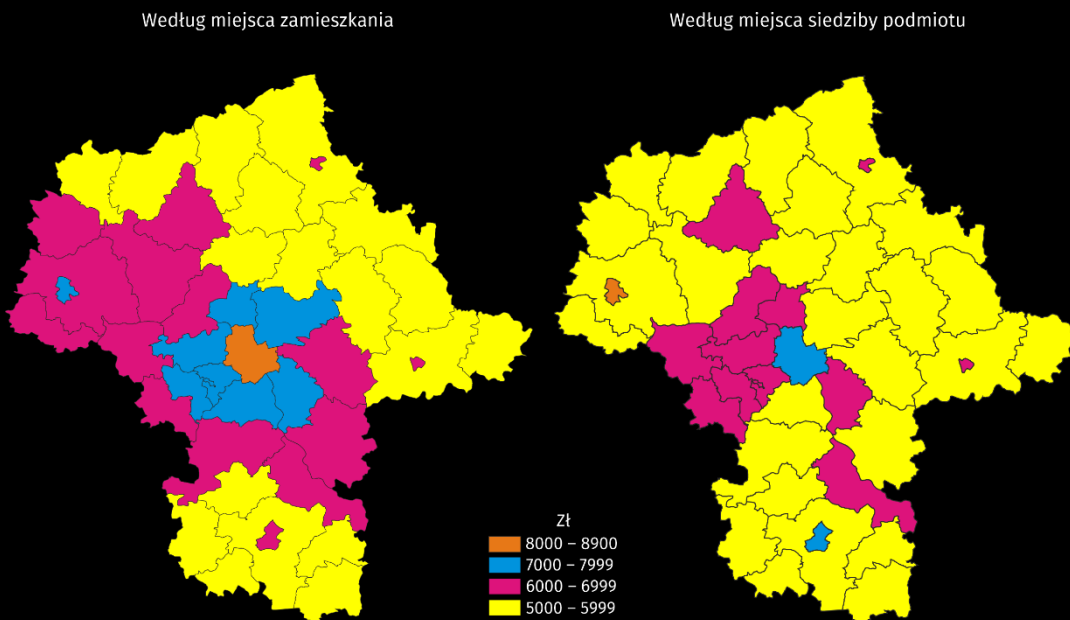 Według miejsca zamieszkania
Według miejsca siedziby podmiotu
zł
8000 – 8900
7000 – 7999
6000 – 6999
5000 – 5999